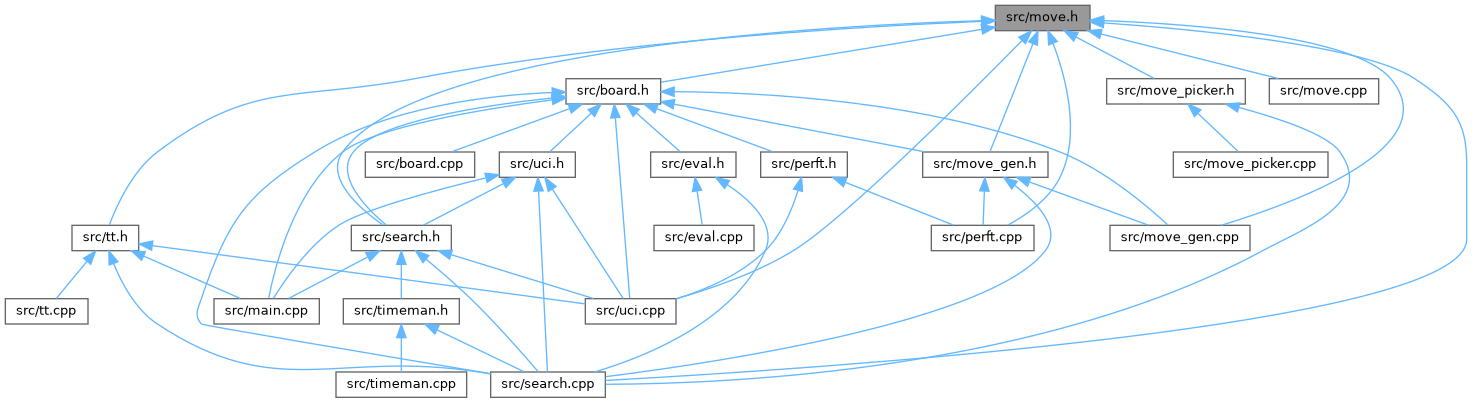 src/move.h
src/board.h
src/move_picker.h
src/move.cpp
src/board.cpp
src/uci.h
src/eval.h
src/perft.h
src/move_gen.h
src/move_picker.cpp
src/tt.h
src/search.h
src/eval.cpp
src/perft.cpp
src/move_gen.cpp
src/tt.cpp
src/main.cpp
src/timeman.h
src/uci.cpp
src/timeman.cpp
src/search.cpp